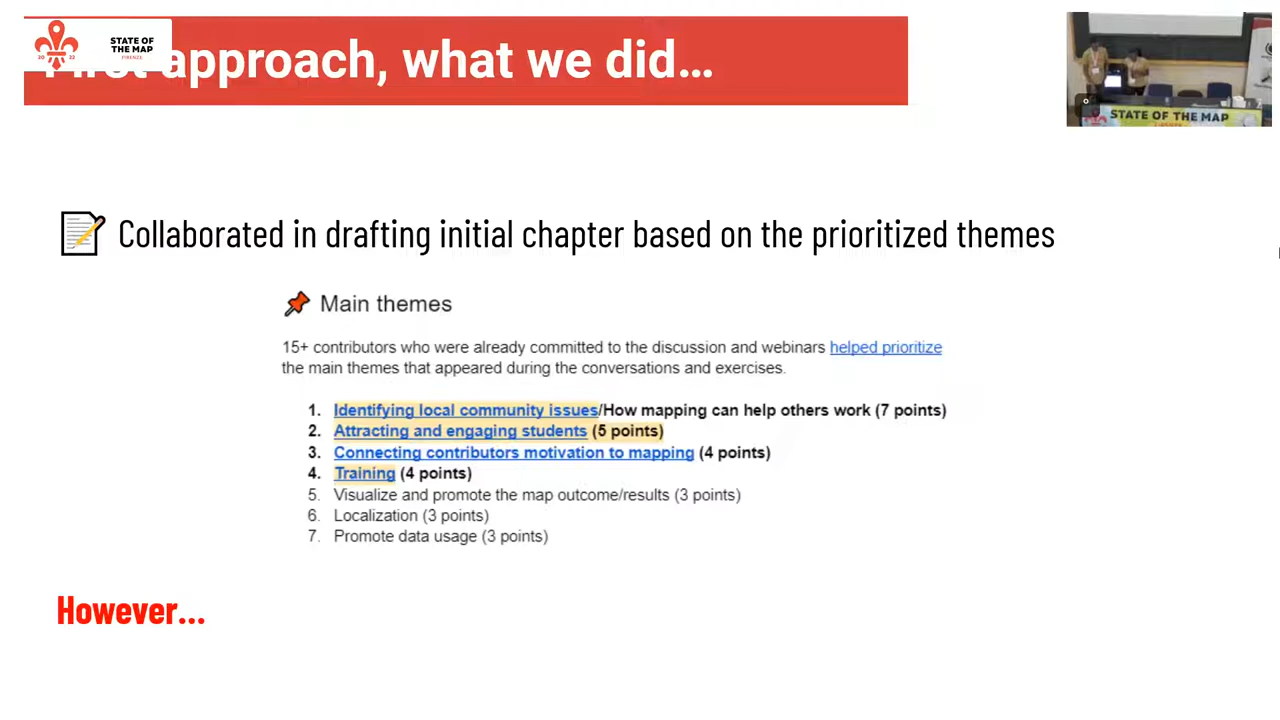 STATE OF
THE MAP
FIRENZE
2022
First approach, what we did...
STATE OF THE MAP
Collaborated in drafting initial chapter based on the prioritized themes
Main themes
15+ contributors who were already committed to the discussion and webinars helped prioritize
the main themes that appeared during the conversations and exercises.
1. Identifying local community issues/How mapping can help others work (7 points)
2. Attracting and engaging students (5 points)
3. Connecting contributors motivation to mapping (4 points)
4. Training (4 points)
5. Visualize and promote the map outcome/results (3 points)
6. Localization (3 points)
7. Promote data usage (3 points)
However...